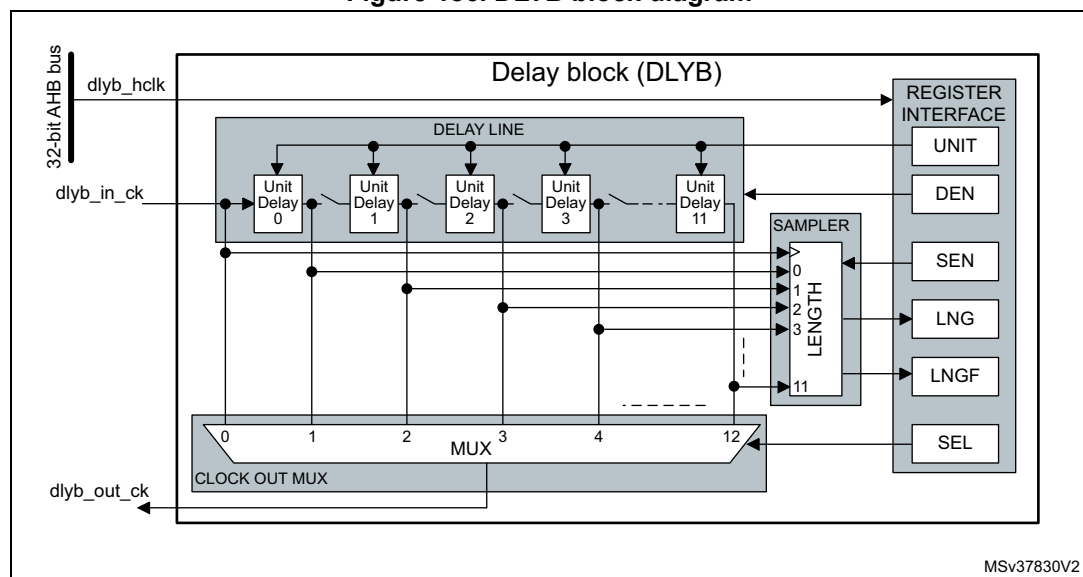 Figure 166. DLYB block diagram
32-bit AHB bus
dlyb_hclk
Delay block (DLYB)
REGISTER
INTERFACE
DELAY LINE
UNIT
Unit
Delay
0
Unit
Delay
1
Unit
Delay
2
Unit
Delay
3
Unit
Delay
11
dlyb_in_ck
DEN
SAMPLER
SEN
0
1
2
3
11
LENGTH
LNG
LNGF
0 1 2 3 4 12
MUX
SEL
CLOCK OUT MUX
dlyb_out_ck
MSv37830V2